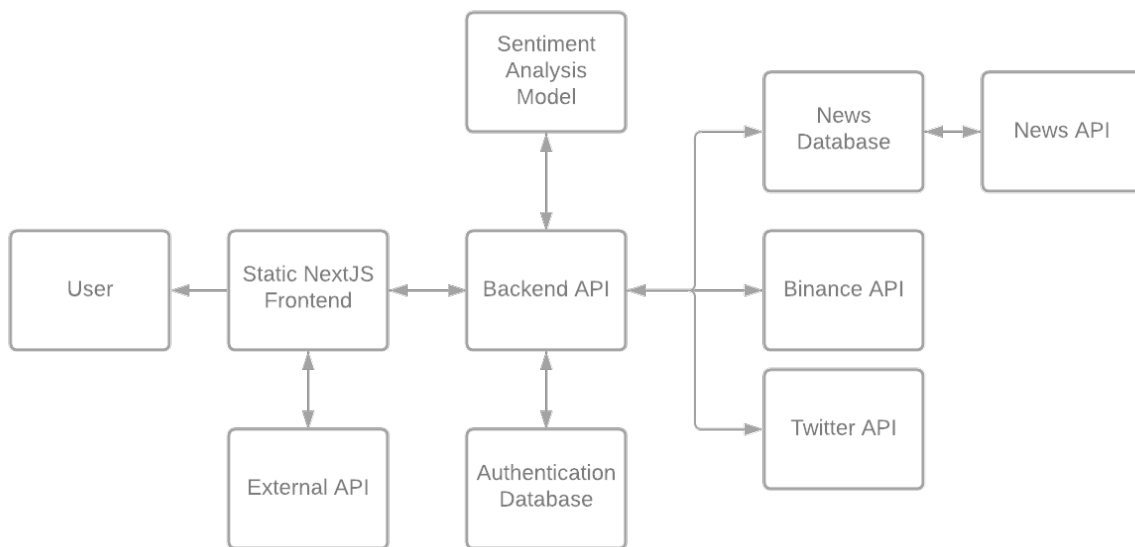 Sentiment
Analysis
Model
News
Database
News API
User
Static NextJS
Frontend
Backend API
Binance API
External API
Authentication
Database
Twitter API